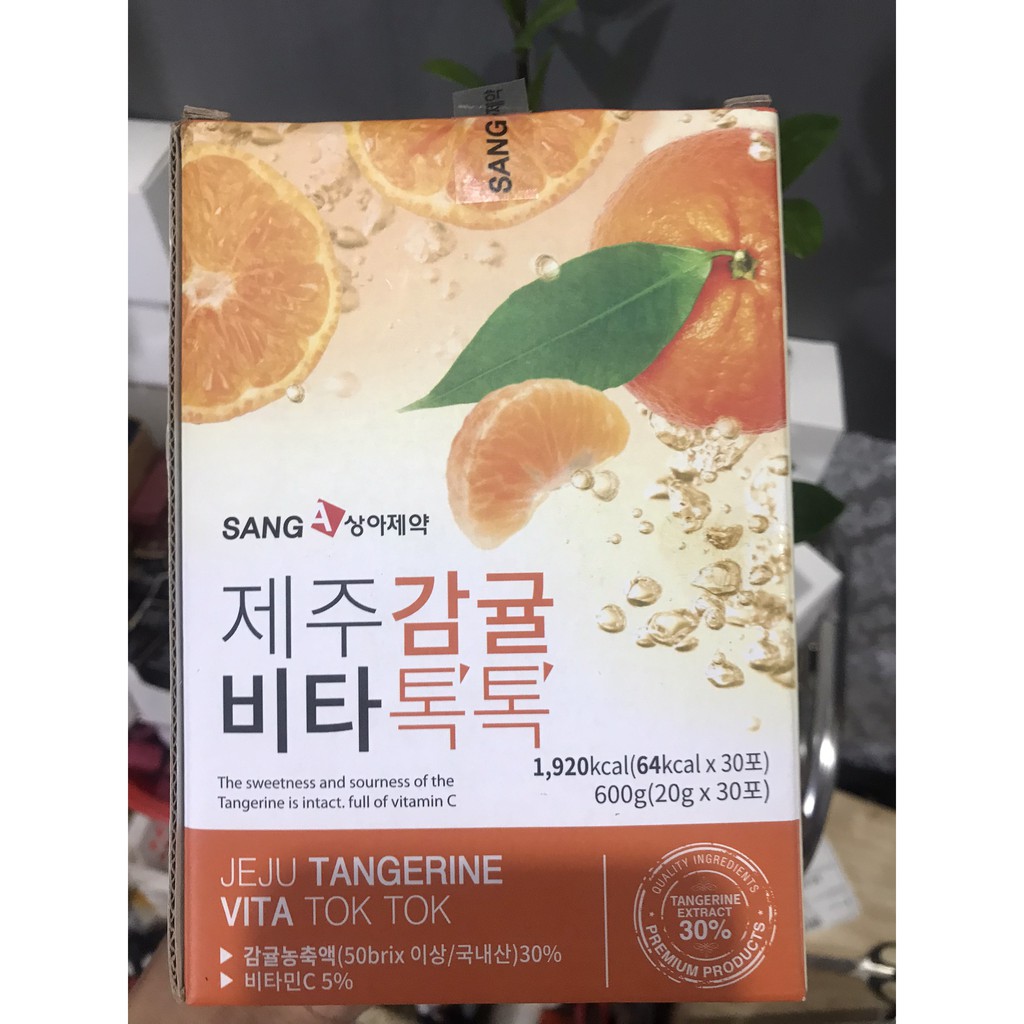 SANG 제약
SANG A 상아제약
제주감귤
비타톡톡
1,920kcal(64kcal x 30포)
600g(20g x 30포)
The sweetness and sourness of the
Tangerine is intact. full of vitamin C
JEJU TANGERINE
VITA TOK TOK
▶ 감귤농축액(50brix 이상/국내산)30%
▶ 비타민C 5%
QUALITY INGREDIENTS
TANGERINE
EXTRACT
30%
PREMIUM PRODUCTS